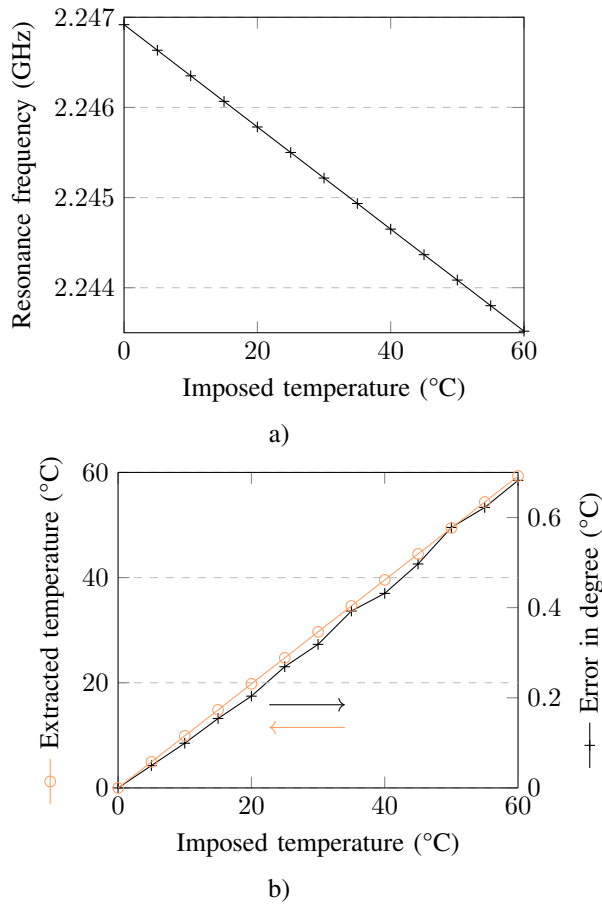 2.247
2.246
2.245
2.244
Resonance frequency (GHz)
0
20
40
60
Imposed temperature (°C)
a)
60
40
20
0
Extracted temperature (°C)
0.6
0.4
0.2
0
Error in degree (°C)
0
20
40
60
Imposed temperature (°C)
b)